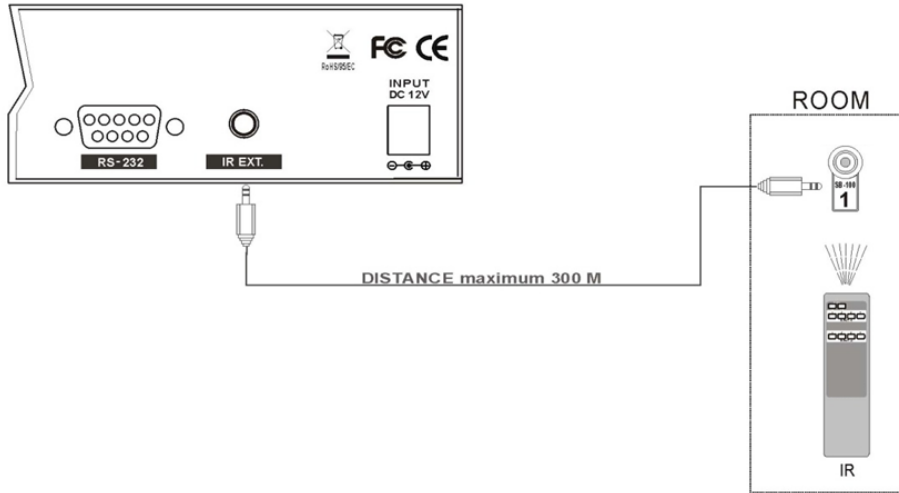 RoHS/95/EC
FC CE
INPUT
DC 12V
RS-232
IR EXT.
ROOM
SB-100
1
DISTANCE maximum 300 M
IR